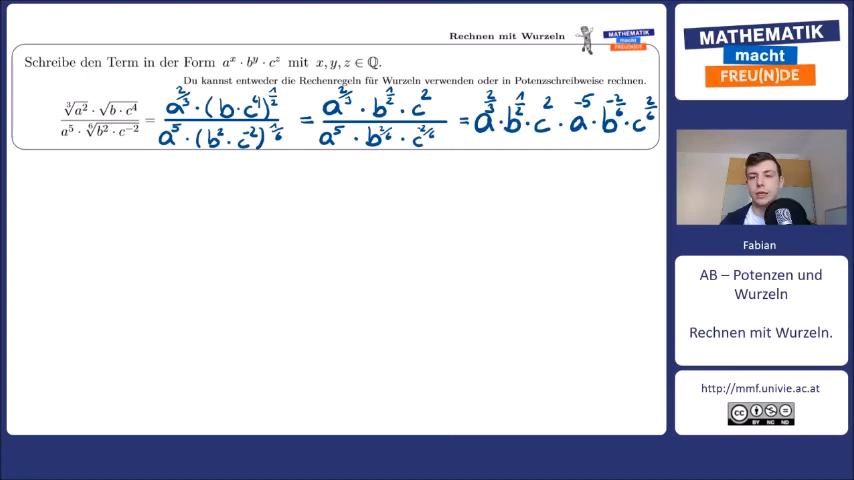 Rechnen mit Wurzeln
MATHEMATIK
macht
FREU(N)DE
Schreibe den Term in der Form a^x · b^y · c^z mit x, y, z ∈ ℚ.
Du kannst entweder die Rechenregeln für Wurzeln verwenden oder in Potenzschreibweise rechnen.
(∛(a²) · √(b · c⁴)) / (a⁵ · ⁶√(b² · c⁻²)) = (a^(2/3) · (b · c⁴)^(1/2)) / (a⁵ · (b² · c⁻²)^(1/6)) = (a^(2/3) · b^(1/2) · c²) / (a⁵ · b^(2/6) · c^(-2/6)) = a^(2/3) · b^(1/2) · c² · a⁻⁵ · b^(-2/6) · c^(2/6)
MATHEMATIK
macht
FREU(N)DE
Fabian
AB – Potenzen und
Wurzeln
Rechnen mit Wurzeln.
http://mmf.univie.ac.at
cc
BY NC ND